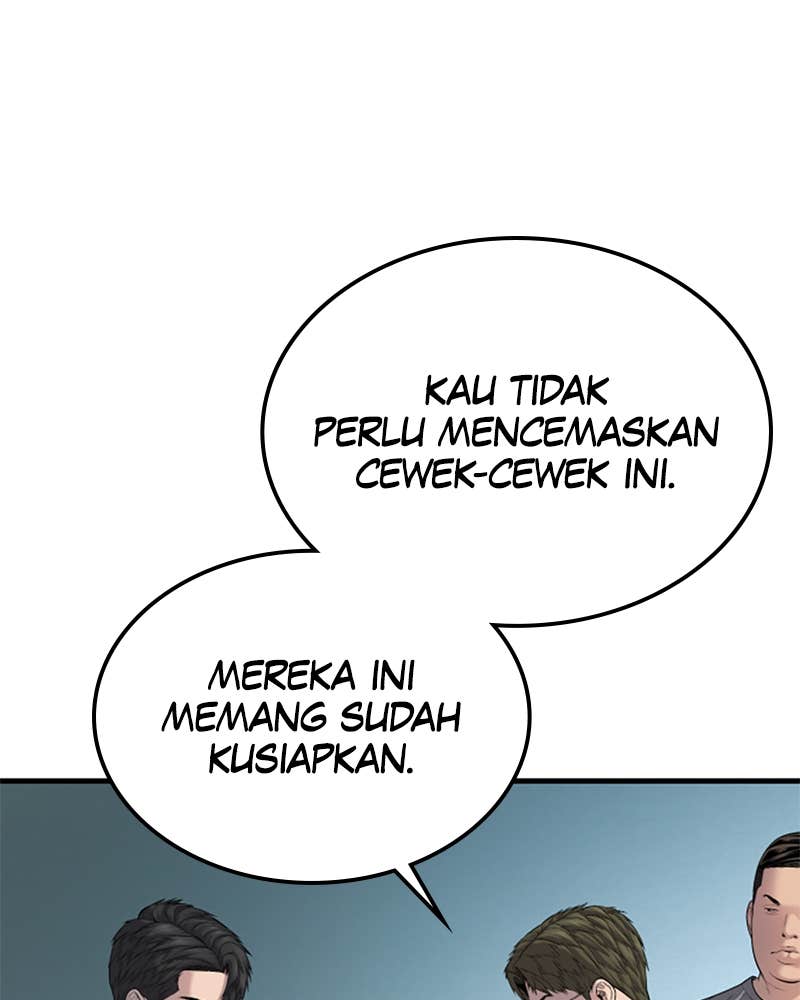 KAU TIDAK
PERLU MENCEMASKAN
CEWEK-CEWEK INI.
MEREKA INI
MEMANG SUDAH
KUSIAPKAN.